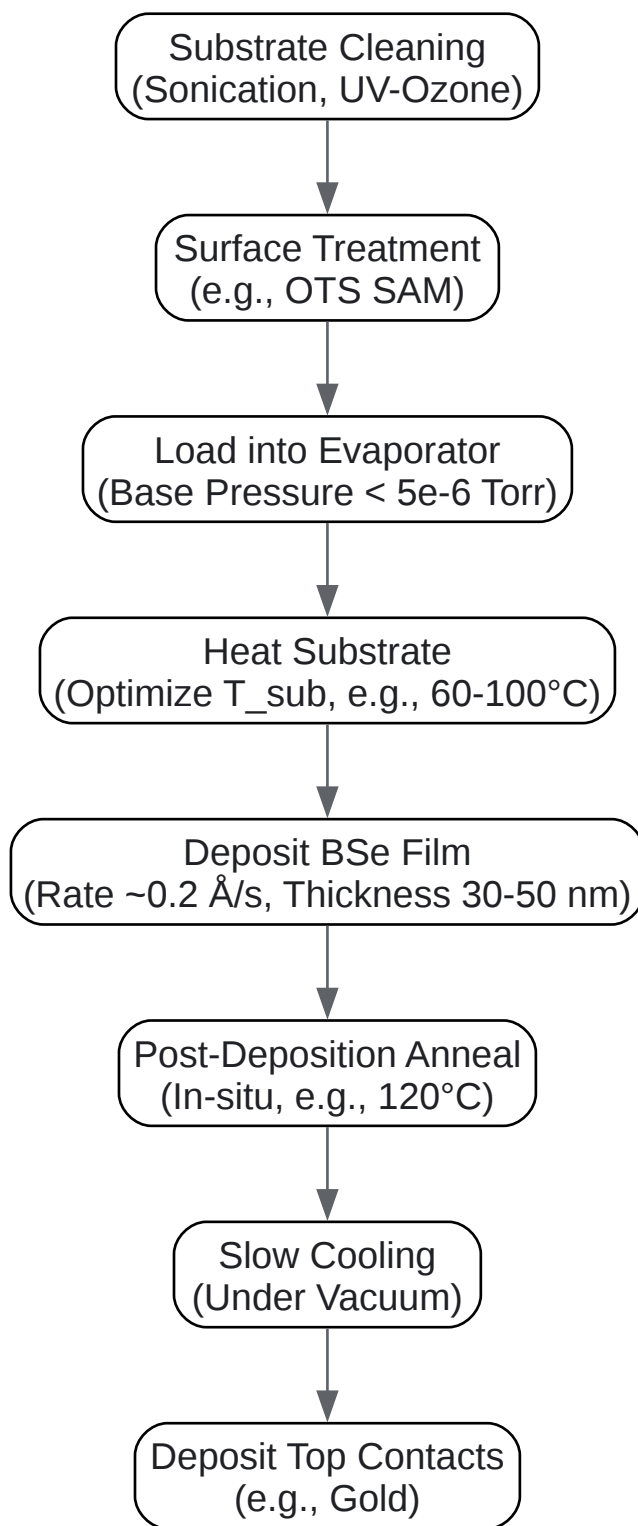 Substrate Cleaning
(Sonication, UV-Ozone)
Surface Treatment
(e.g., OTS SAM)
Load into Evaporator
(Base Pressure < 5e-6 Torr)
Heat Substrate
(Optimize T_sub, e.g., 60-100°C)
Deposit BSe Film
(Rate ~0.2 Å/s, Thickness 30-50 nm)
Post-Deposition Anneal
(In-situ, e.g., 120°C)
Slow Cooling
(Under Vacuum)
Deposit Top Contacts
(e.g., Gold)